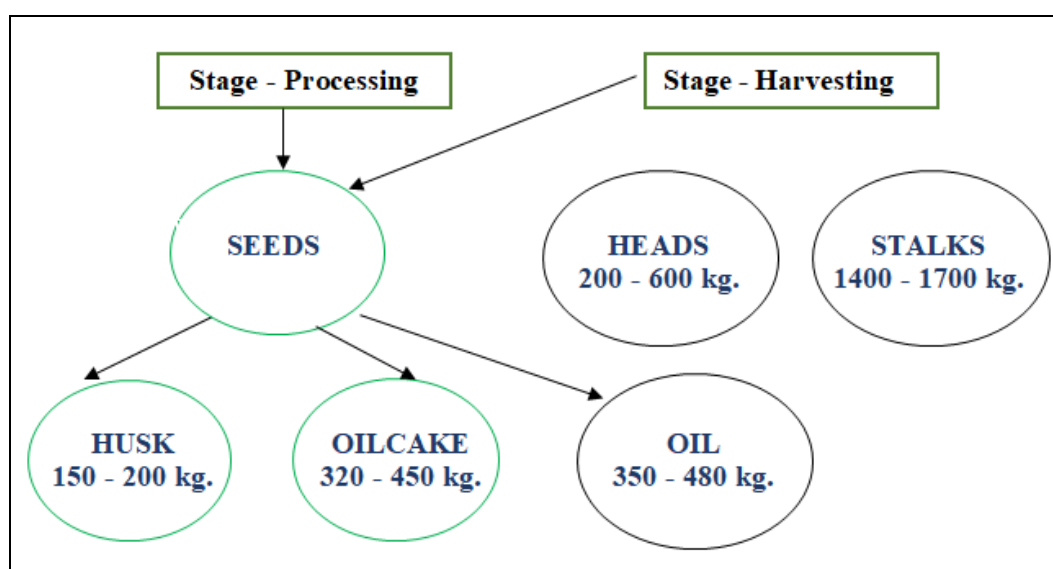 Stage - Processing
Stage - Harvesting
SEEDS
HEADS
200 - 600 kg.
STALKS
1400 - 1700 kg.
HUSK
150 - 200 kg.
OILCAKE
320 - 450 kg.
OIL
350 - 480 kg.